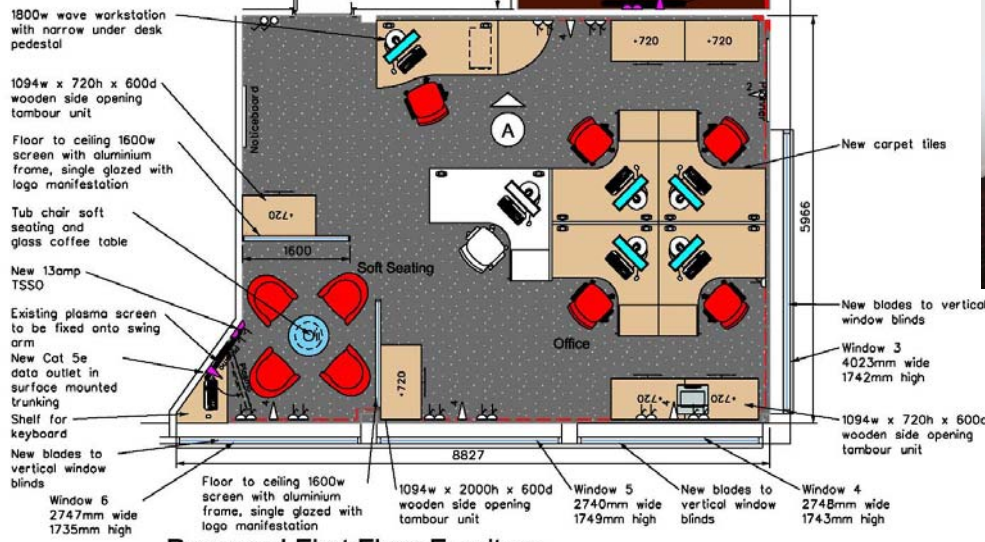 1800w wave workstation
with narrow under desk
pedestal
1094w x 720h x 600d
wooden side opening
tambour unit
Floor to ceiling 1600w
screen with aluminium
frame, single glazed with
logo manifestation
Tub chair soft
seating and
glass coffee table
New 13amp
TSSO
Existing plasma screen
to be fixed onto swing
arm
New Cat 5e
data outlet in
surface mounted
trunking
Shelf for
keyboard
New blades to
vertical window
blinds
Window 6
2747mm wide
1735mm high
Noticeboard
+720
1600
Soft Seating
A
+720
+720
2
4
Office
+720
+720
+720
4
4
4
8827
5966
Floor to ceiling 1600w
screen with aluminium
frame, single glazed with
logo manifestation
1094w x 2000h x 600d
wooden side opening
tambour unit
Window 5
2740mm wide
1749mm high
New blades to
vertical window
blinds
Window 4
2748mm wide
1743mm high
New carpet tiles
New blades to vertical
window blinds
Window 3
4023mm wide
1742mm high
1094w x 720h x 600d
wooden side opening
tambour unit